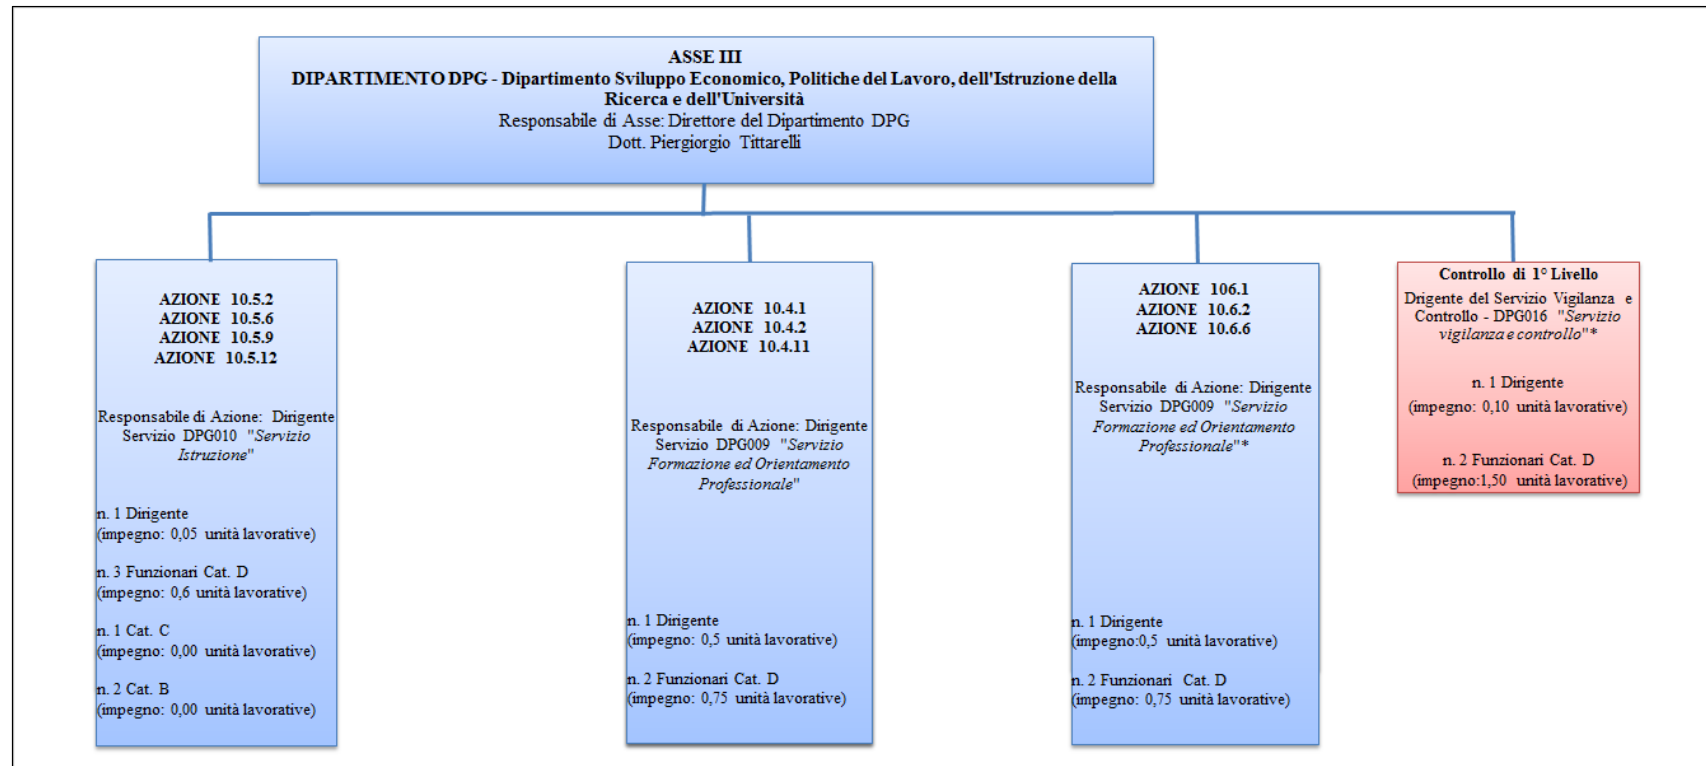 ASSE III
DIPARTIMENTO DPG - Dipartimento Sviluppo Economico, Politiche del Lavoro, dell'Istruzione della
Ricerca e dell'Università
Responsabile di Asse: Direttore del Dipartimento DPG
Dott. Piergiorgio Tittarelli
AZIONE 10.5.2
AZIONE 10.5.6
AZIONE 10.5.9
AZIONE 10.5.12
Responsabile di Azione: Dirigente
Servizio DPG010 "Servizio
Istruzione"
n. 1 Dirigente
(impegno: 0,05 unità lavorative)
n. 3 Funzionari Cat. D
(impegno: 0,6 unità lavorative)
n. 1 Cat. C
(impegno: 0,00 unità lavorative)
n. 2 Cat. B
(impegno: 0,00 unità lavorative)
AZIONE 10.4.1
AZIONE 10.4.2
AZIONE 10.4.11
Responsabile di Azione: Dirigente
Servizio DPG009 "Servizio
Formazione ed Orientamento
Professionale"
n. 1 Dirigente
(impegno: 0,5 unità lavorative)
n. 2 Funzionari Cat. D
(impegno: 0,75 unità lavorative)
AZIONE 106.1
AZIONE 10.6.2
AZIONE 10.6.6
Responsabile di Azione: Dirigente
Servizio DPG009 "Servizio
Formazione ed Orientamento
Professionale"*
n. 1 Dirigente
(impegno:0,5 unità lavorative)
n. 2 Funzionari Cat. D
(impegno: 0,75 unità lavorative)
Controllo di 1° Livello
Drigente del Servizio Vigilanza e
Controllo - DPG016 "Servizio
vigilanza e controllo"*
n. 1 Dirigente
(impegno: 0,10 unità lavorative)
n. 2 Funzionari Cat. D
(impegno:1,50 unità lavorative)